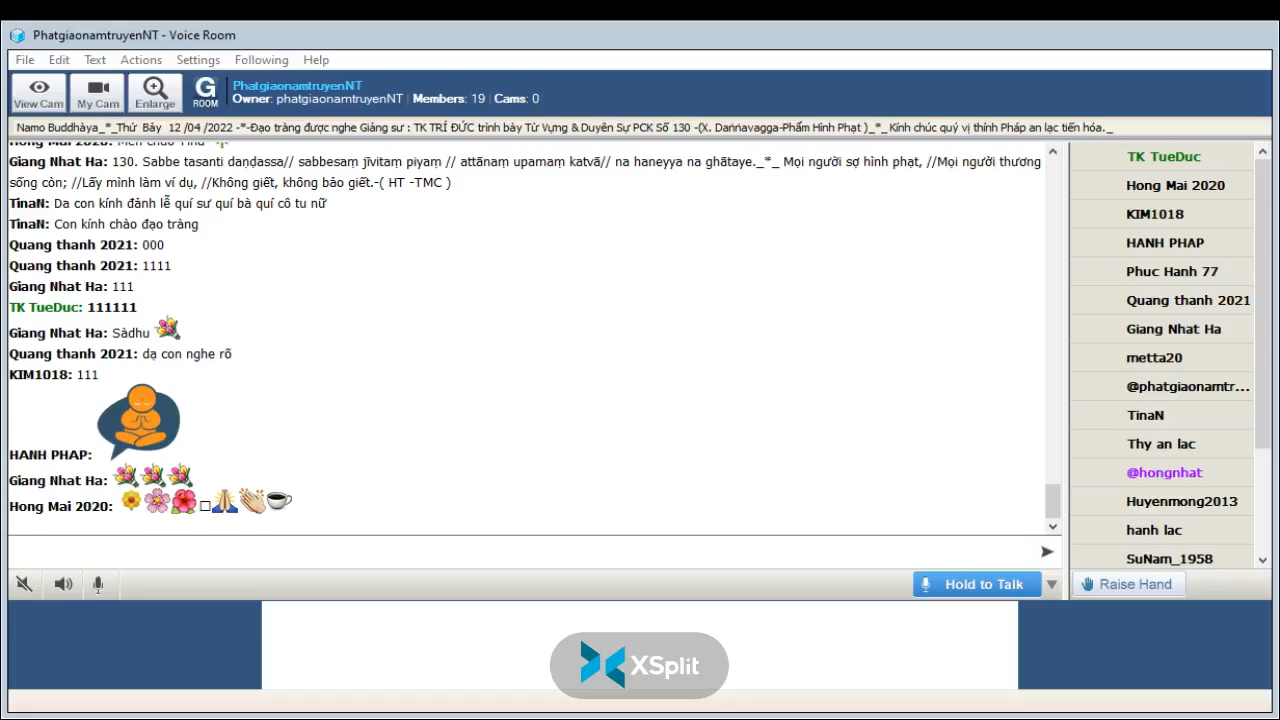 PhatgiaonamtruyenNT - Voice Room
File Edit Text Actions Settings Following Help
View Cam My Cam Enlarge G ROOM
PhatgiaonamtruyenNT
Owner: phatgiaonamtruyenNT | Members: 19 | Cams: 0
Namo Buddhàya_*_Thứ Bảy 12 /04 /2022 -*-Đạo tràng được nghe Giảng sư : TK TRÍ ĐỨC trình bày Từ Vựng & Duyên Sự PCK Số 130 -(X. Daṇṇavagga-Phẩm Hình Phạt )_*_ Kính chúc quý vị thính Pháp an lạc tiến hóa._
Giang Nhat Ha: 130. Sabbe tasanti daṇḍassa// sabbesaṃ jīvitaṃ piyaṃ // attānaṃ upamaṃ katvā// na haneyya na ghātaye._*_ Mọi người sợ hình phạt, //Mọi người thương
sống còn; //Lấy mình làm ví dụ, //Không giết, không bảo giết.-( HT -TMC )
TinaN: Da con kính đảnh lễ quí sư quí bà quí cô tu nữ
TinaN: Con kính chào đạo tràng
Quang thanh 2021: 000
Quang thanh 2021: 1111
Giang Nhat Ha: 111
TK TueDuc: 111111
Giang Nhat Ha: Sàdhu
Quang thanh 2021: dạ con nghe rõ
KIM1018: 111
HANH PHAP:
Giang Nhat Ha:
Hong Mai 2020:
TK TueDuc
Hong Mai 2020
KIM1018
HANH PHAP
Phuc Hanh 77
Quang thanh 2021
Giang Nhat Ha
metta20
@phatgiaonamtr...
TinaN
Thy an lac
@hongnhat
Huyenmong2013
hanh lac
SuNam_1958
Hold to Talk
Raise Hand
XSplit